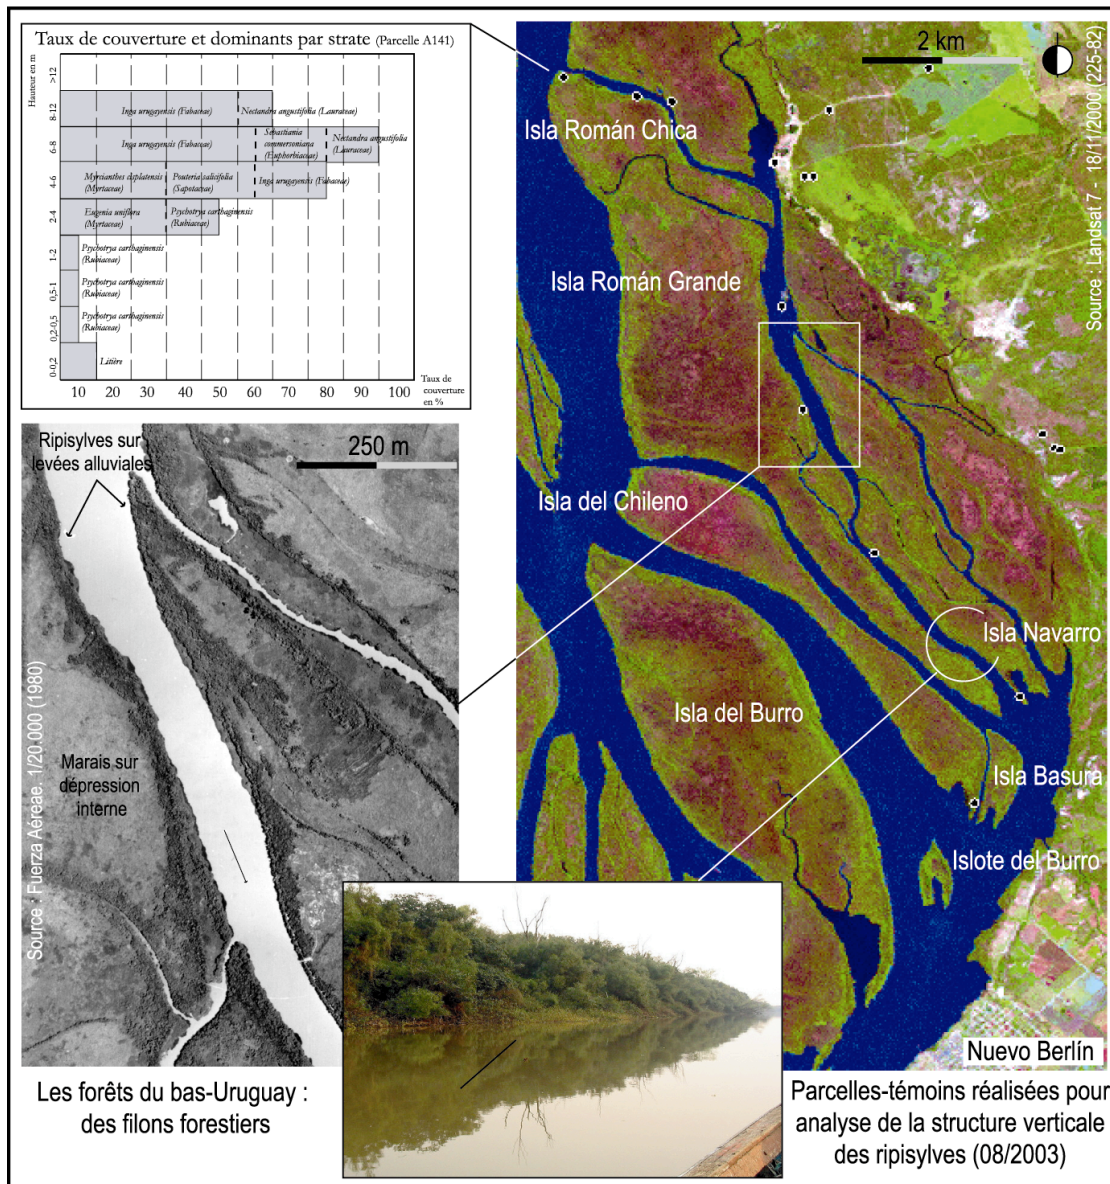 Taux de couverture et dominants par strate (Parcelle A141)
Hauteur en m
>12
8-12
Inga urugayensis (Fabaceae)
Nectandra angustifolia (Lauraceae)
6-8
Inga urugayensis (Fabaceae)
Sebastiania
commersoniana
(Euphorbiaceae)
Nectandra angustifolia
(Lauraceae)
4-6
Myrsianthes cisplatensis
(Myrtaceae)
Pouteria salicifolia
(Sapotaceae)
Inga urugayensis (Fabaceae)
2-4
Eugenia uniflora
(Myrtaceae)
Psychotrya carthaginensis
(Rubiaceae)
1-2
Psychotrya carthaginensis
(Rubiaceae)
0,5-1
Psychotrya carthaginensis
(Rubiaceae)
0,2-0,5
Psychotrya carthaginensis
(Rubiaceae)
0-0,2
Litière
10 20 30 40 50 60 70 80 90 100
Taux de
couverture
en %
2 km
Isla Román Chica
Isla Román Grande
Source : Landsat 7 - 18/11/2000 (225-82)
Isla del Chileno
Isla Navarro
Isla del Burro
Isla Basura
Islote del Burro
Nuevo Berlín
Ripisylves sur
levées alluviales
250 m
Marais sur
dépression
interne
Source : Fuerza Aéreae. 1/20.000 (1980)
Les forêts du bas-Uruguay :
des filons forestiers
Parcelles-témoins réalisées pour
analyse de la structure verticale
des ripisylves (08/2003)